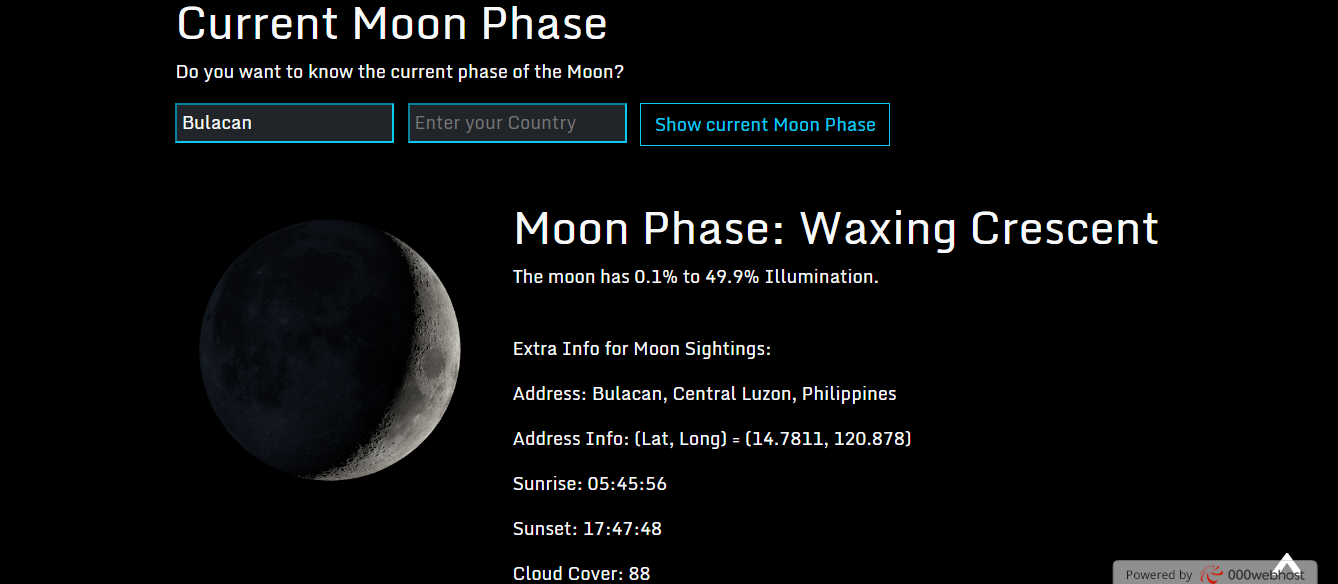 Current Moon Phase
Do you want to know the current phase of the Moon?
Bulacan
Enter your Country
Show current Moon Phase
Moon Phase: Waxing Crescent
The moon has 0.1% to 49.9% Illumination.
Extra Info for Moon Sightings:
Address: Bulacan, Central Luzon, Philippines
Address Info: (Lat, Long) = (14.7811, 120.878)
Sunrise: 05:45:56
Sunset: 17:47:48
Cloud Cover: 88
Powered by 000webhost